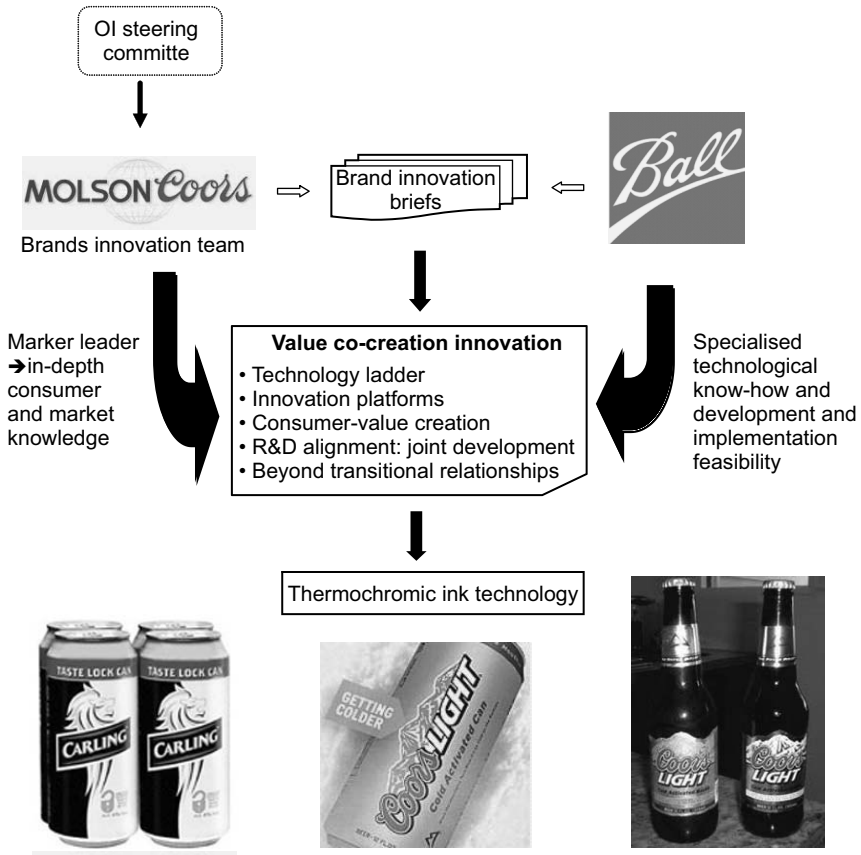 OI steering
committe
MOLSON Coors
Brand innovation
briefs
Ball
Brands innovation team
Marker leader
➔in-depth
consumer
and market
knowledge
Value co-creation innovation
• Technology ladder
• Innovation platforms
• Consumer-value creation
• R&D alignment: joint development
• Beyond transitional relationships
Specialised
technological
know-how and
development and
implementation
feasibility
Thermochromic ink technology
TASTE LOCK CAN
TASTE LOCK CAN
CARLING
CARLING
GETTING
COLDER
Coors LIGHT
Cold Activated Can
Coors
LIGHT
Coors
LIGHT